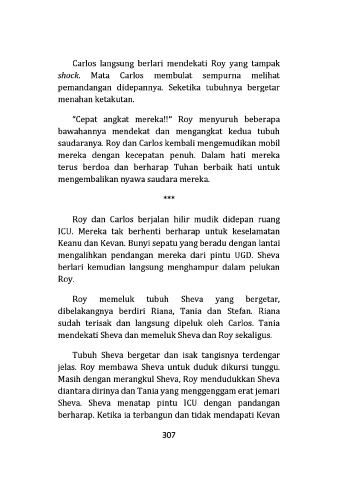 Carlos langsung berlari mendekati Roy yang tampak
shock. Mata Carlos membulat sempurna melihat
pemandangan didepannya. Seketika tubuhnya bergetar
menahan ketakutan.
“Cepat angkat mereka!!” Roy menyuruh beberapa
bawahannya mendekat dan mengangkat kedua tubuh
saudaranya. Roy dan Carlos kembali mengemudikan mobil
mereka dengan kecepatan penuh. Dalam hati mereka
terus berdoa dan berharap Tuhan berbaik hati untuk
mengembalikan nyawa saudara mereka.
***
Roy dan Carlos berjalan hilir mudik didepan ruang
ICU. Mereka tak berhenti berharap untuk keselamatan
Keanu dan Kevan. Bunyi sepatu yang beradu dengan lantai
mengalihkan pendangan mereka dari pintu UGD. Sheva
berlari kemudian langsung menghampur dalam pelukan
Roy.
Roy memeluk tubuh Sheva yang bergetar,
dibelakangnya berdiri Riana, Tania dan Stefan. Riana
sudah terisak dan langsung dipeluk oleh Carlos. Tania
mendekati Sheva dan memeluk Sheva dan Roy sekaligus.
Tubuh Sheva bergetar dan isak tangisnya terdengar
jelas. Roy membawa Sheva untuk duduk dikursi tunggu.
Masih dengan merangkul Sheva, Roy mendudukkan Sheva
diantara dirinya dan Tania yang menggenggam erat jemari
Sheva. Sheva menatap pintu ICU dengan pandangan
berharap. Ketika ia terbangun dan tidak mendapati Kevan
307